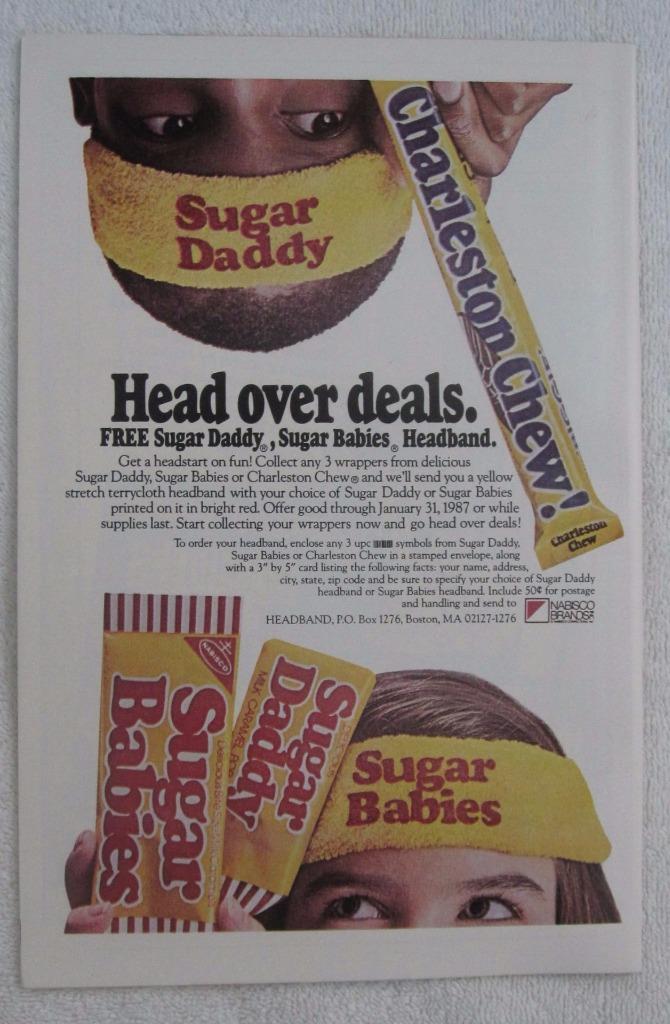 Sugar
Daddy
Charleston Chew!
Charleston
Chew
Head over deals.
FREE Sugar Daddy®, Sugar Babies® Headband.
Get a headstart on fun! Collect any 3 wrappers from delicious
Sugar Daddy, Sugar Babies or Charleston Chew® and we'll send you a yellow
stretch terrycloth headband with your choice of Sugar Daddy or Sugar Babies
printed on it in bright red. Offer good through January 31, 1987 or while
supplies last. Start collecting your wrappers now and go head over deals!
To order your headband, enclose any 3 upc symbols from Sugar Daddy,
Sugar Babies or Charleston Chew in a stamped envelope, along
with a 3" by 5" card listing the following facts: your name, address,
city, state, zip code and be sure to specify your choice of Sugar Daddy
headband or Sugar Babies headband. Include 50¢ for postage
and handling and send to
HEADBAND, P.O. Box 1276, Boston, MA 02127-1276
NABISCO
BRANDS
NABISCO
Sugar
Babies
MILK CARAMEL POP
Sugar
Daddy
Sugar
Babies